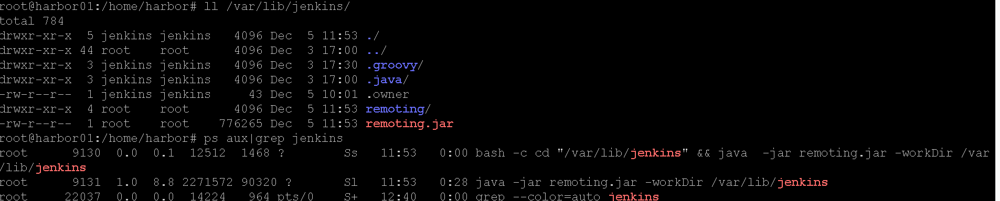 root@harbor01:/home/harbor# ll /var/lib/jenkins/
total 784
drwxr-xr-x  5 jenkins jenkins   4096 Dec  5 11:53 ./
drwxr-xr-x 44 root    root      4096 Dec  3 17:00 ../
drwxr-xr-x  3 jenkins jenkins   4096 Dec  3 17:30 .groovy/
drwxr-xr-x  3 jenkins jenkins   4096 Dec  3 17:00 .java/
-rw-r--r--  1 jenkins jenkins     43 Dec  5 10:01 .owner
drwxr-xr-x  4 root    root      4096 Dec  5 11:53 remoting/
-rw-r--r--  1 root    root    776265 Dec  5 11:53 remoting.jar
root@harbor01:/home/harbor# ps aux|grep jenkins
root      9130  0.0  0.1  12512  1468 ?        Ss   11:53   0:00 bash -c cd "/var/lib/jenkins" && java  -jar remoting.jar -workDir /var
/lib/jenkins
root      9131  1.0  8.8 2271572 90320 ?       Sl   11:53   0:28 java -jar remoting.jar -workDir /var/lib/jenkins
root     22037  0.0  0.0  14224   964 pts/0    S+   12:40   0:00 grep --color=auto jenkins